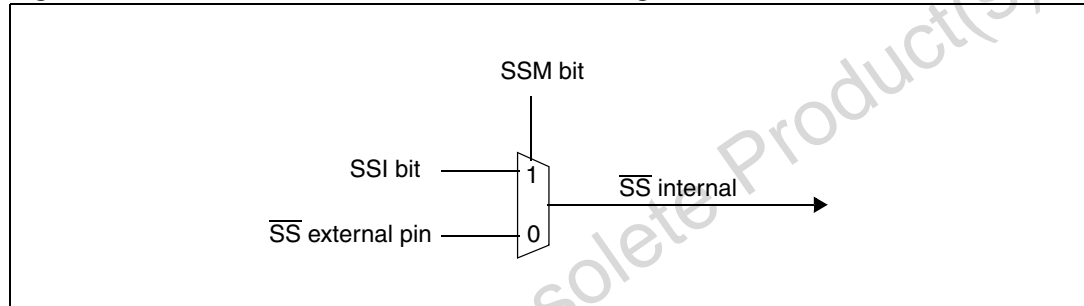 SSM bit
SSI bit
1
SS internal
SS external pin
0
solete Product(s)